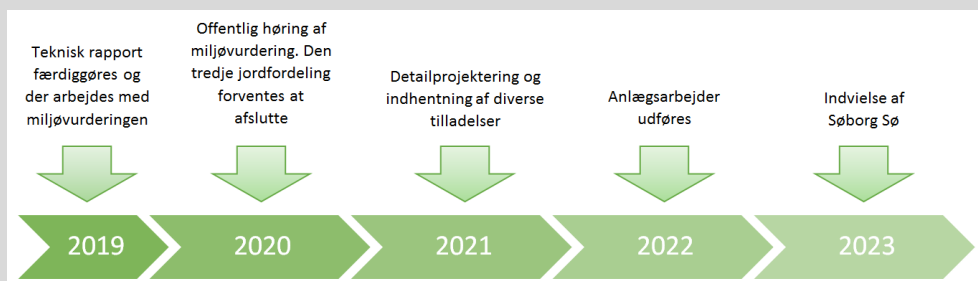 Teknisk rapport
færdiggøres og
der arbejdes med
miljøvurderingen
Offentlig høring af
miljøvurdering. Den
tredje jordfordeling
forventes at
afslutte
Detailprojektering og
indhentning af diverse
tilladelser
Anlægsarbejder
udføres
Indvielse af
Søborg Sø
2019
2020
2021
2022
2023